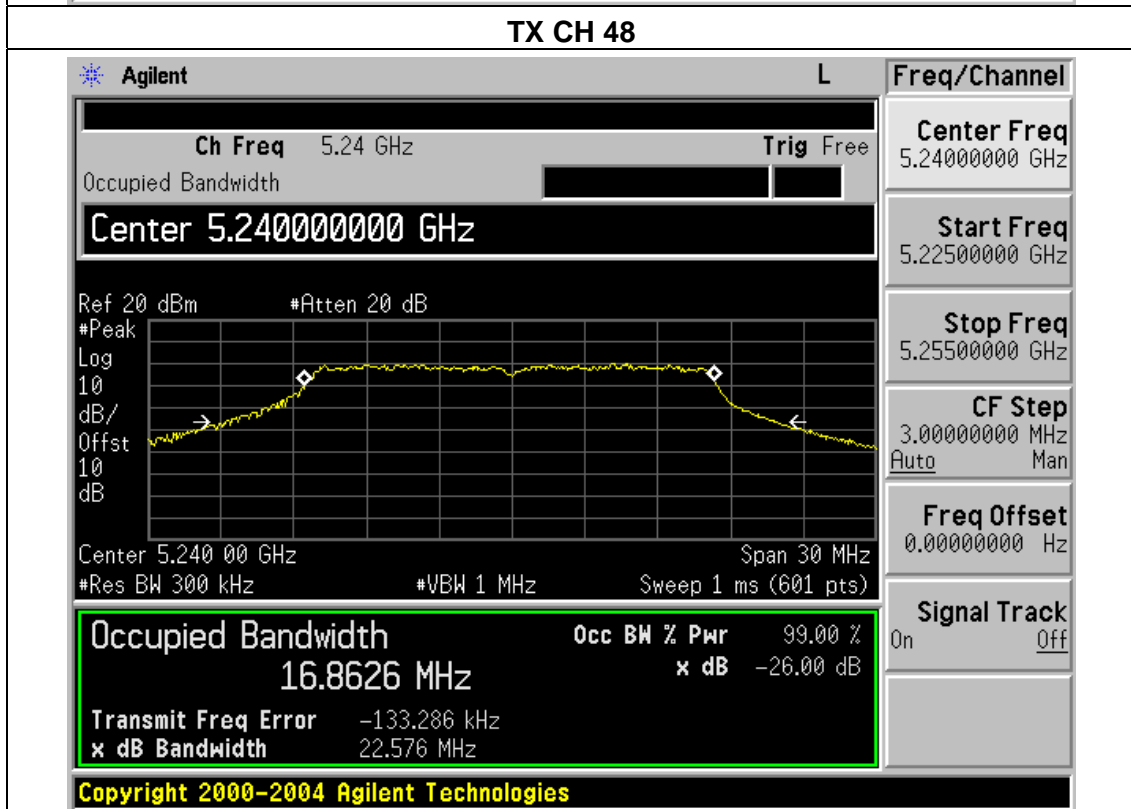 TX CH 48
Agilent L Freq/Channel
Ch Freq 5.24 GHz Trig Free
Occupied Bandwidth
Center 5.240000000 GHz
Center Freq
5.24000000 GHz
Start Freq
5.22500000 GHz
Stop Freq
5.25500000 GHz
CF Step
3.00000000 MHz
Auto Man
Freq Offset
0.00000000 Hz
Signal Track
On Off
Ref 20 dBm #Atten 20 dB
#Peak
Log
10
dB/
Offst
10
dB
Center 5.240 00 GHz Span 30 MHz
#Res BW 300 kHz #VBW 1 MHz Sweep 1 ms (601 pts)
Occupied Bandwidth Occ BW % Pwr 99.00 %
16.8626 MHz x dB -26.00 dB
Transmit Freq Error -133.286 kHz
x dB Bandwidth 22.576 MHz
Copyright 2000-2004 Agilent Technologies